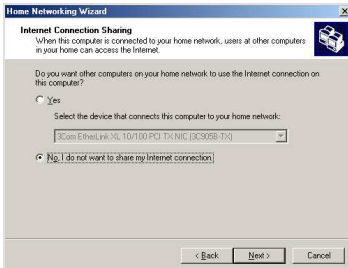 Home Networking Wizard
Internet Connection Sharing
When this computer is connected to your home network, users at other computers
in your home can access the Internet.
Do you want other computers on your home network to use the Internet connection on
this computer?
Yes
Select the device that connects this computer to your home network:
3Com EtherLink XL 10/100 PCI TX NIC (3C905B-TX)
No, I do not want to share my Internet connection
< Back
Next >
Cancel